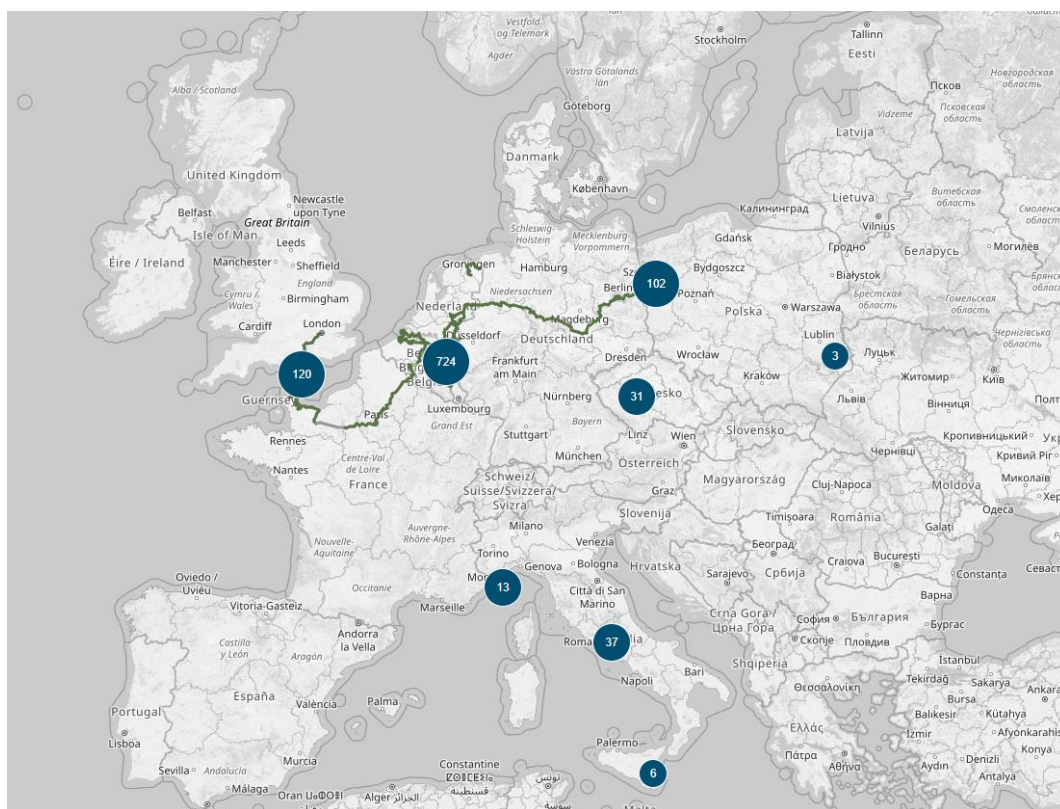 Vestfold
og Telemark
Agder
Stockholm
Tallinn
Eesti
Псков
Псковская
область
Новгородская
область
Alba / Scotland
Västra Götalands
län
Göteborg
Vidzeme
Latvija
Danmark
United Kingdom
København
Lietuva
Vilnius
Витебская
область
Newcastle
upon Tyne
Belfast
Great Britain
Isle of Man
Leeds
Калининград
Schleswig-
Holstein
Mecklenburg-
Vorpommern
Gdańsk
Гродно
Беларусь
Могилёв
Éire / Ireland
Manchester
Sheffield
England
Groningen
Hamburg
Bydgoszcz
Białystok
Birmingham
Cymru /
Wales
Niedersachsen
102
Poznań
Warszawa
Брестская
область
Гомельская
область
Cardiff
London
Magdeburg
Deutschland
Polska
Düsseldorf
Lublin
3
Луцьк
120
724
Frankfurt
am Main
Dresden
Wrocław
Житомир
Київ
Guernsey
Luxembourg
31
Kraków
Львів
Вінниця
Paris
Grand Est
Nürnberg
Rennes
Stuttgart
Bayern
Linz
Wien
Slovensko
Чернівці
Кропивницький
Кривий Ріг
Nantes
Centre-Val
de Loire
France
München
Österreich
Magyarország
Cluj-Napoca
Moldova
Миколаїв
Schweiz/
Suisse/Svizzera/
Svizra
Graz
Slovenija
Timișoara
România
Одеса
Galați
Nouvelle-
Aquitaine
Auvergne-
Rhône-Alpes
Milano
Venezia
Hrvatska
Београд
Torino
Genova
Bologna
Craiova
București
Constanța
Oviedo /
Uviéu
Occitanie
13
Città di San
Marino
Sarajevo
Србија
Варна
Vitoria-Gasteiz
Marseille
Crna Gora /
Црна Гора
София
България
Бургас
Andorra
la Vella
Castilla
y León
Aragón
37
Скопје
Пловдив
İstanbul
Shqipëria
Bari
Napoli
Tekirdağ
Sakarya
España
València
Palma
Θεσσαλονίκη
Bursa
Portugal
Balıkesir
Kütahya
Ελλάς
Lisboa
Murcia
Palermo
6
İzmir
Πάτρα
Αθήνα
Aydın
Denizli
Konya
Antalya
Sevilla
Andalucía
Málaga
Constantine
Alger
Oran